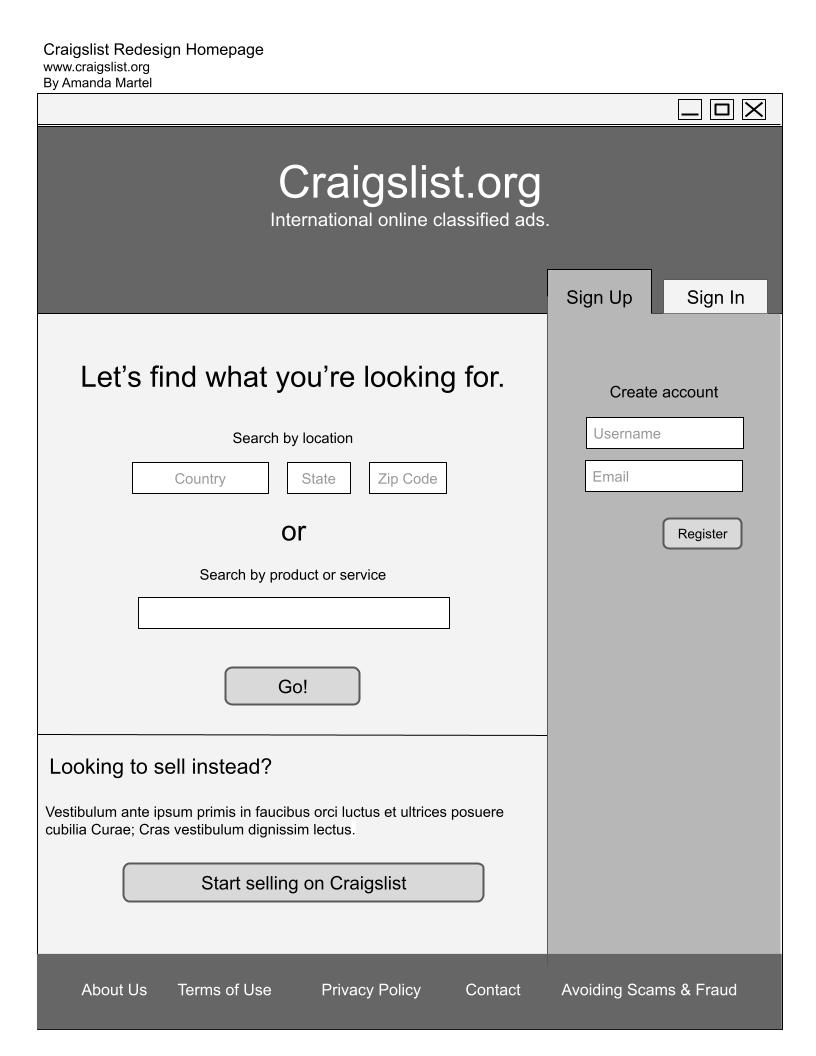 Craigslist Redesign Homepage
www.craigslist.org
By Amanda Martel
Craigslist.org
International online classified ads.
Sign Up
Sign In
Let’s find what you’re looking for.
Search by location
Country
State
Zip Code
or
Search by product or service
Go!
Create account
Username
Email
Register
Looking to sell instead?
Vestibulum ante ipsum primis in faucibus orci luctus et ultrices posuere
cubilia Curae; Cras vestibulum dignissim lectus.
Start selling on Craigslist
About Us
Terms of Use
Privacy Policy
Contact
Avoiding Scams & Fraud